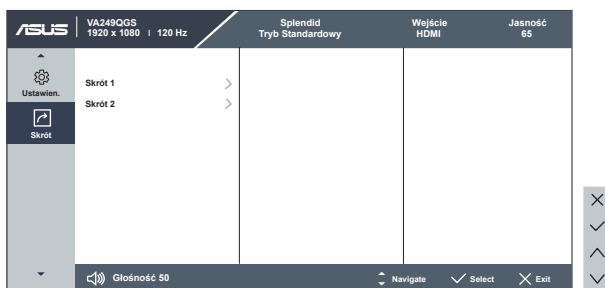 ASUS
VA249QGS
1920 x 1080 I 120 Hz
Splendid
Tryb Standardowy
Wejście
HDMI
Jasność
65
Ustawien.
Skrót
Skrót 1
Skrót 2
Głośność 50
Navigate
Select
Exit